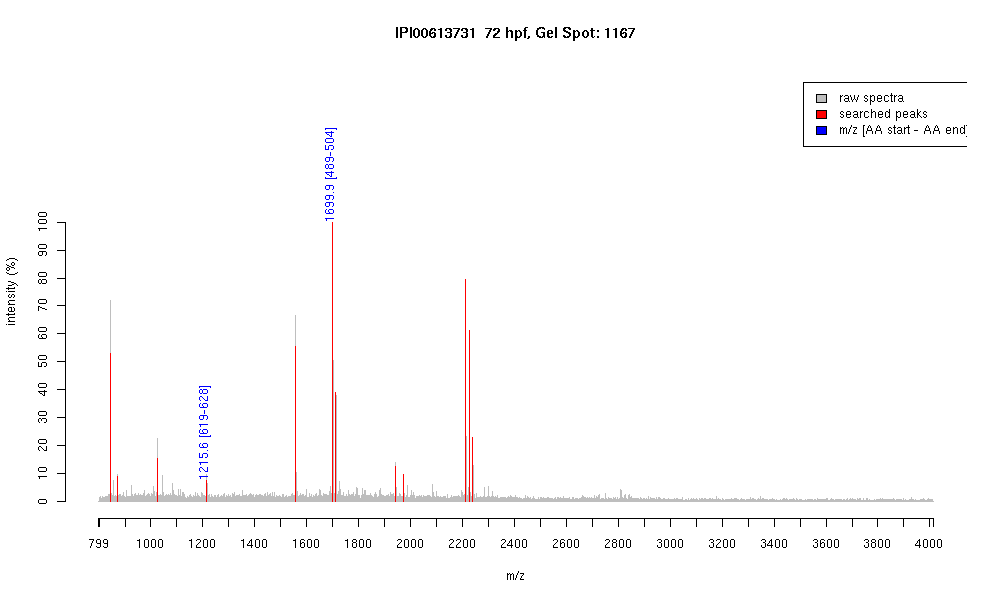 IPI00613731 72 hpf, Gel Spot: 1167
raw spectra
searched peaks
m/z [AA start - AA end]
1699.9 [489-504]
1215.6 [619-628]
intensity (%)
100
90
80
70
60
50
40
30
20
10
0
799 1000 1200 1400 1600 1800 2000 2200 2400 2600 2800 3000 3200 3400 3600 3800 4000
m/z